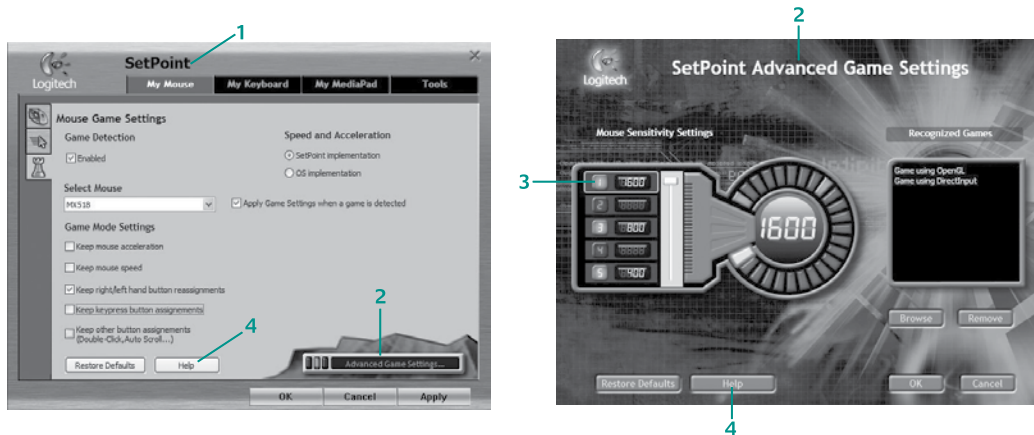 1
SetPoint
Logitech
My Mouse
My Keyboard
My MediaPad
Tools
Mouse Game Settings
Game Detection
Enabled
Speed and Acceleration
SetPoint implementation
OS implementation
Select Mouse
MX518
Apply Game Settings when a game is detected
Game Mode Settings
Keep mouse acceleration
Keep mouse speed
Keep right/left hand button reassignments
Keep keypress button assignements
Keep other button assignements
(Double-Click,Auto Scroll...)
4
2
Restore Defaults
Help
Advanced Game Settings...
OK
Cancel
Apply
2
Logitech
SetPoint Advanced Game Settings
Mouse Sensitivity Settings
Recognized Games
3
1 1600
2
3 800
4
5 400
1600
Game using OpenGL
Game using DirectInput
Browse
Remove
Restore Defaults
Help
OK
Cancel
4